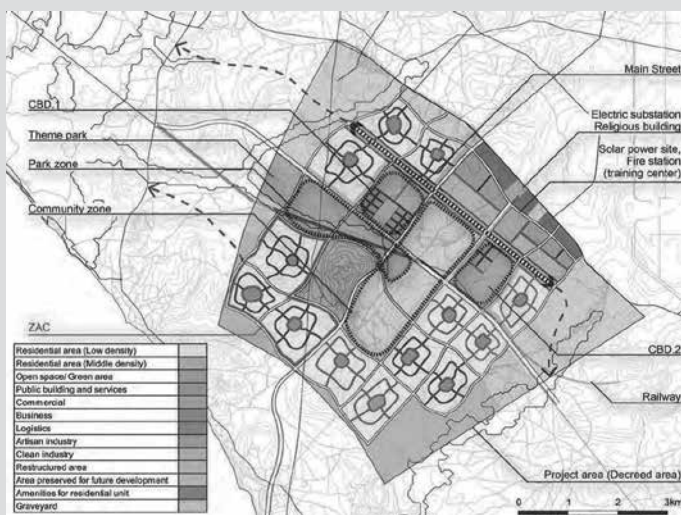 Main Street
CBD.1
Electric substation
Religious building
Theme park
Solar power site,
Fire station
(training center)
Park zone
Community zone
ZAC
Residential area (Low density)
Residential area (Middle density)
Open space/ Green area
Public building and services
Commercial
Business
Logistics
Artisan industry
Clean industry
Restructured area
Area preserved for future development
Amenities for residential unit
Graveyard
CBD.2
Railway
Project area (Decreed area)
0 1 2 3km